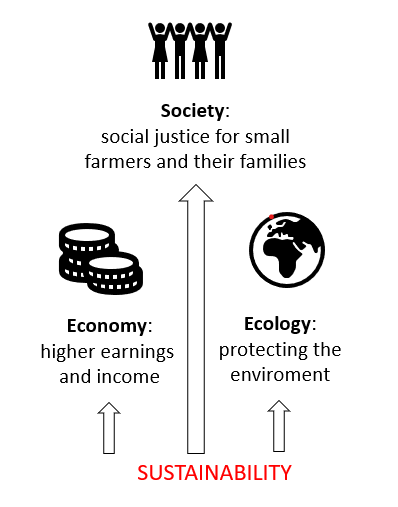 Society:
social justice for small
farmers and their families
Economy:
higher earnings
and income
Ecology:
protecting the
enviroment
SUSTAINABILITY